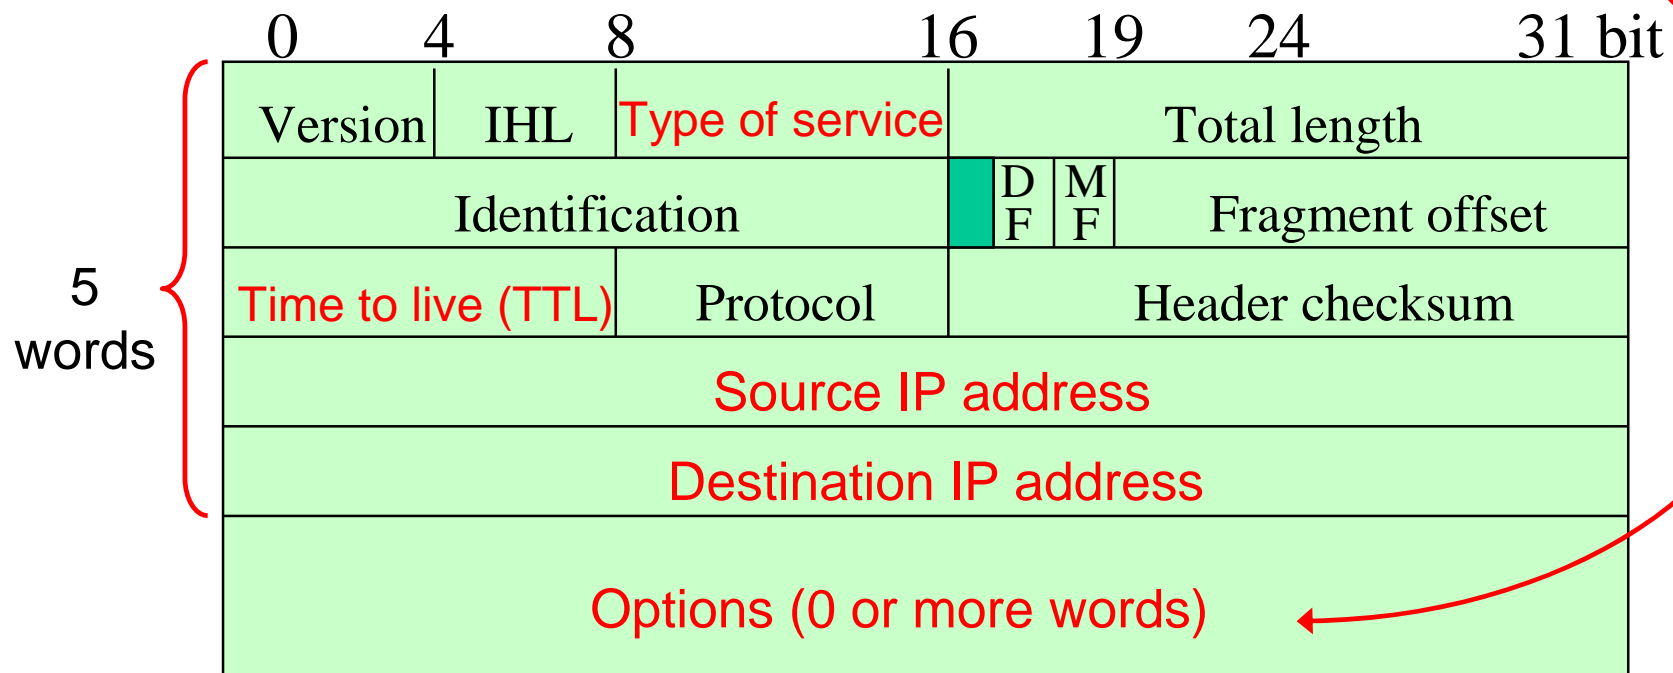 0 4 8 16 19 24 31 bit
Version IHL Type of service Total length
Identification D F M F Fragment offset
5 words
Time to live (TTL) Protocol Header checksum
Source IP address
Destination IP address
Options (0 or more words)